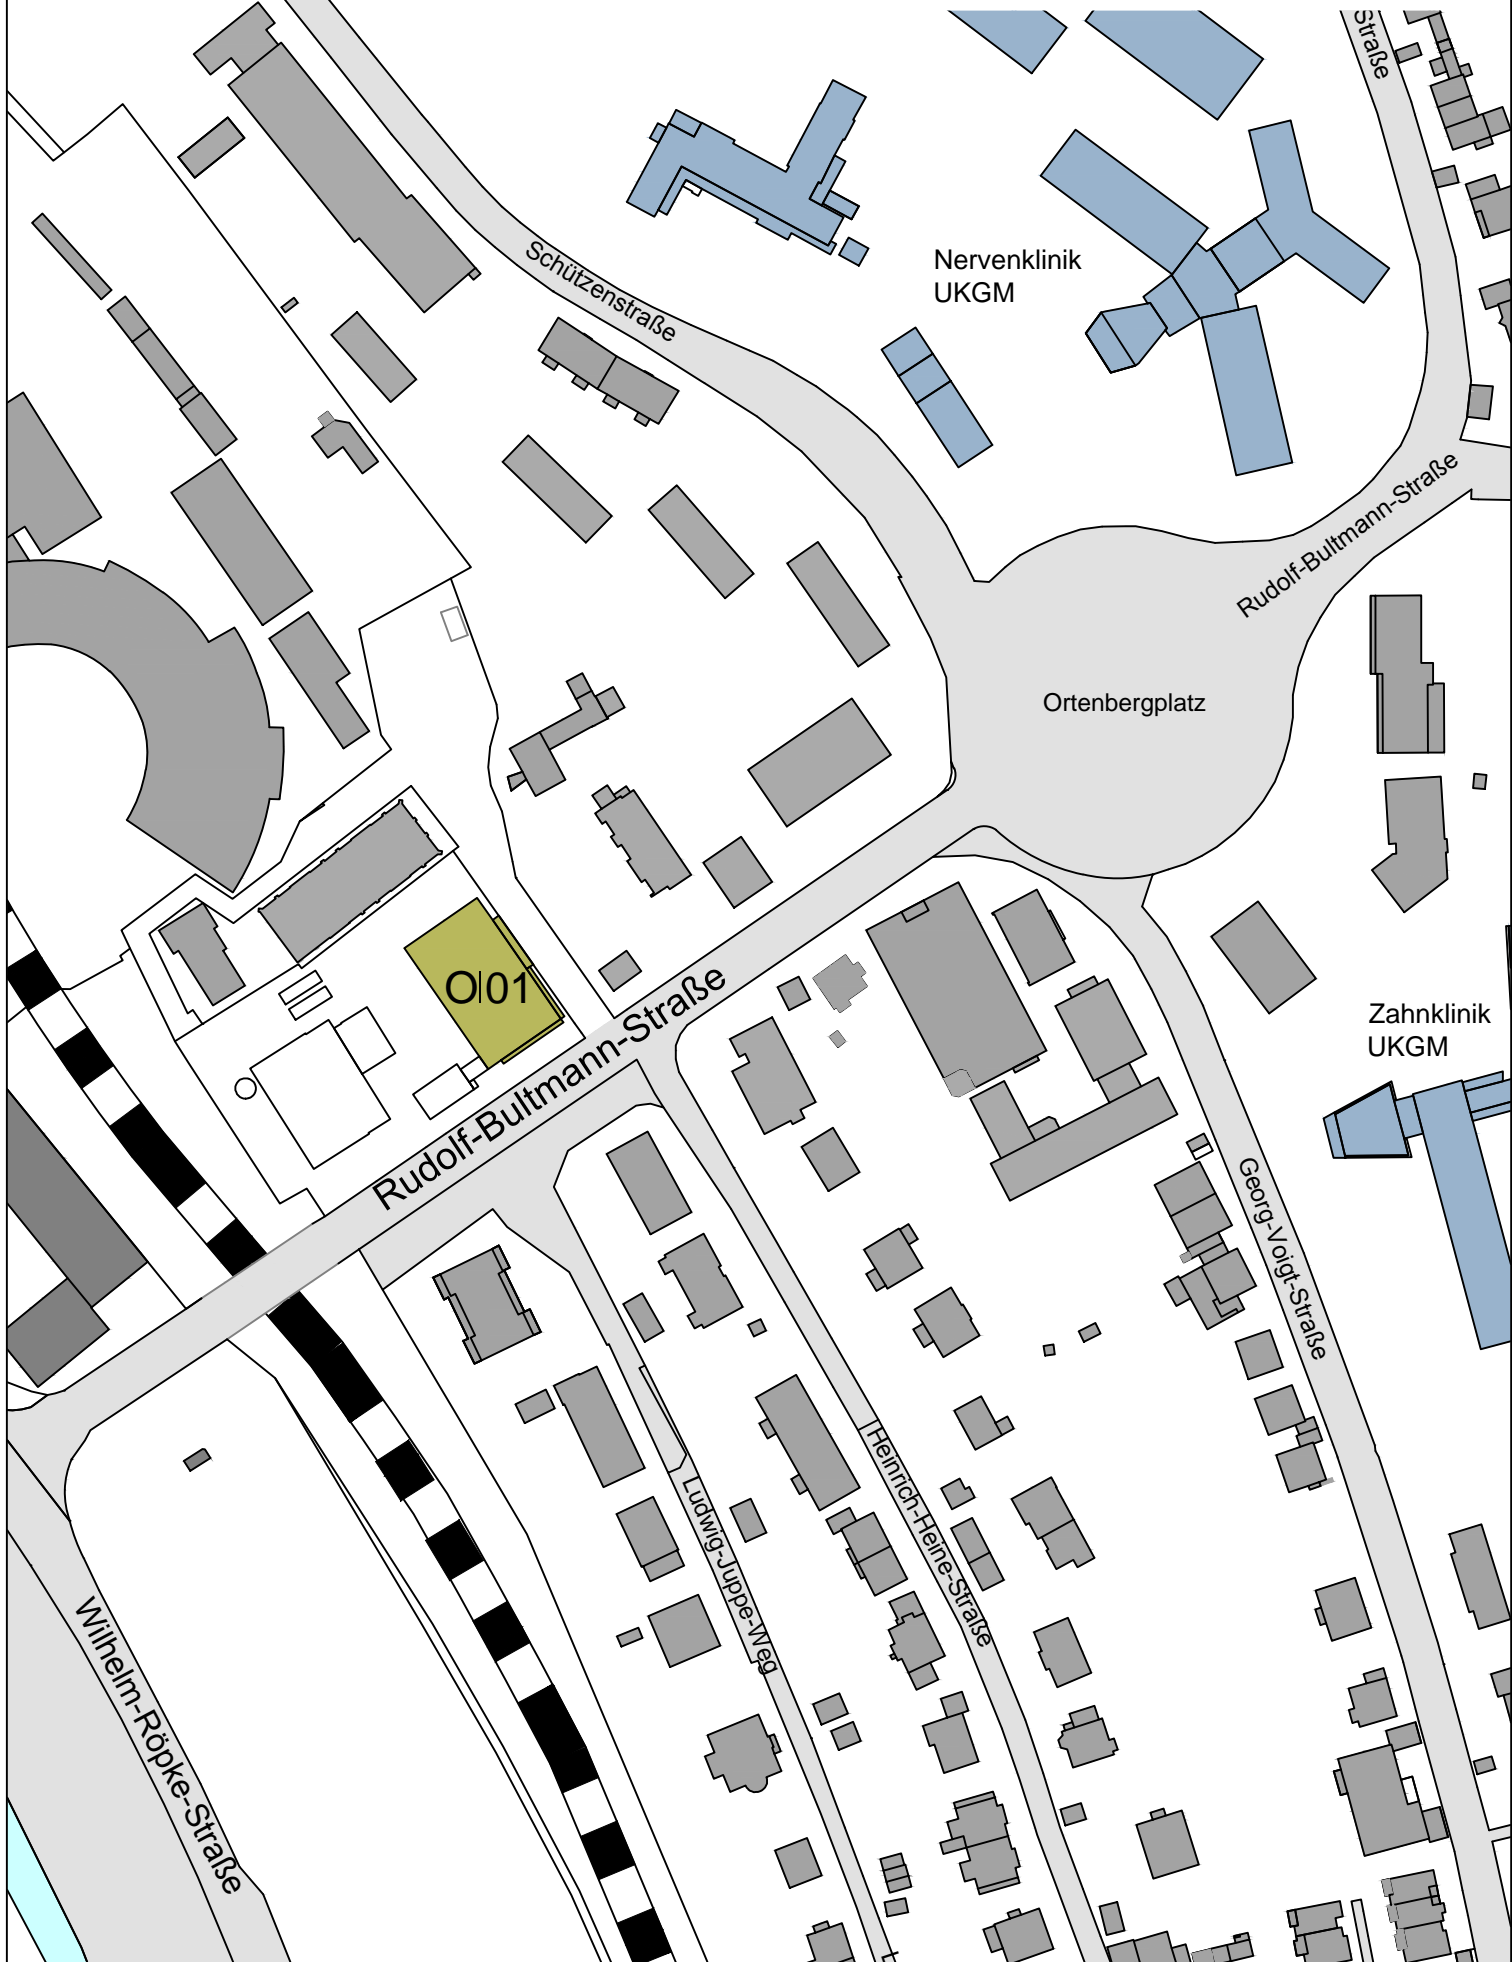 Straße
Schützenstraße
Nervenklinik
UKGM
Rudolf-Bultmann-Straße
Ortenbergplatz
O|01
Rudolf-Bultmann-Straße
Zahnklinik
UKGM
Georg-Voigt-Straße
Heinrich-Heine-Straße
Ludwig-Juppe-Weg
Wilhelm-Röpke-Straße